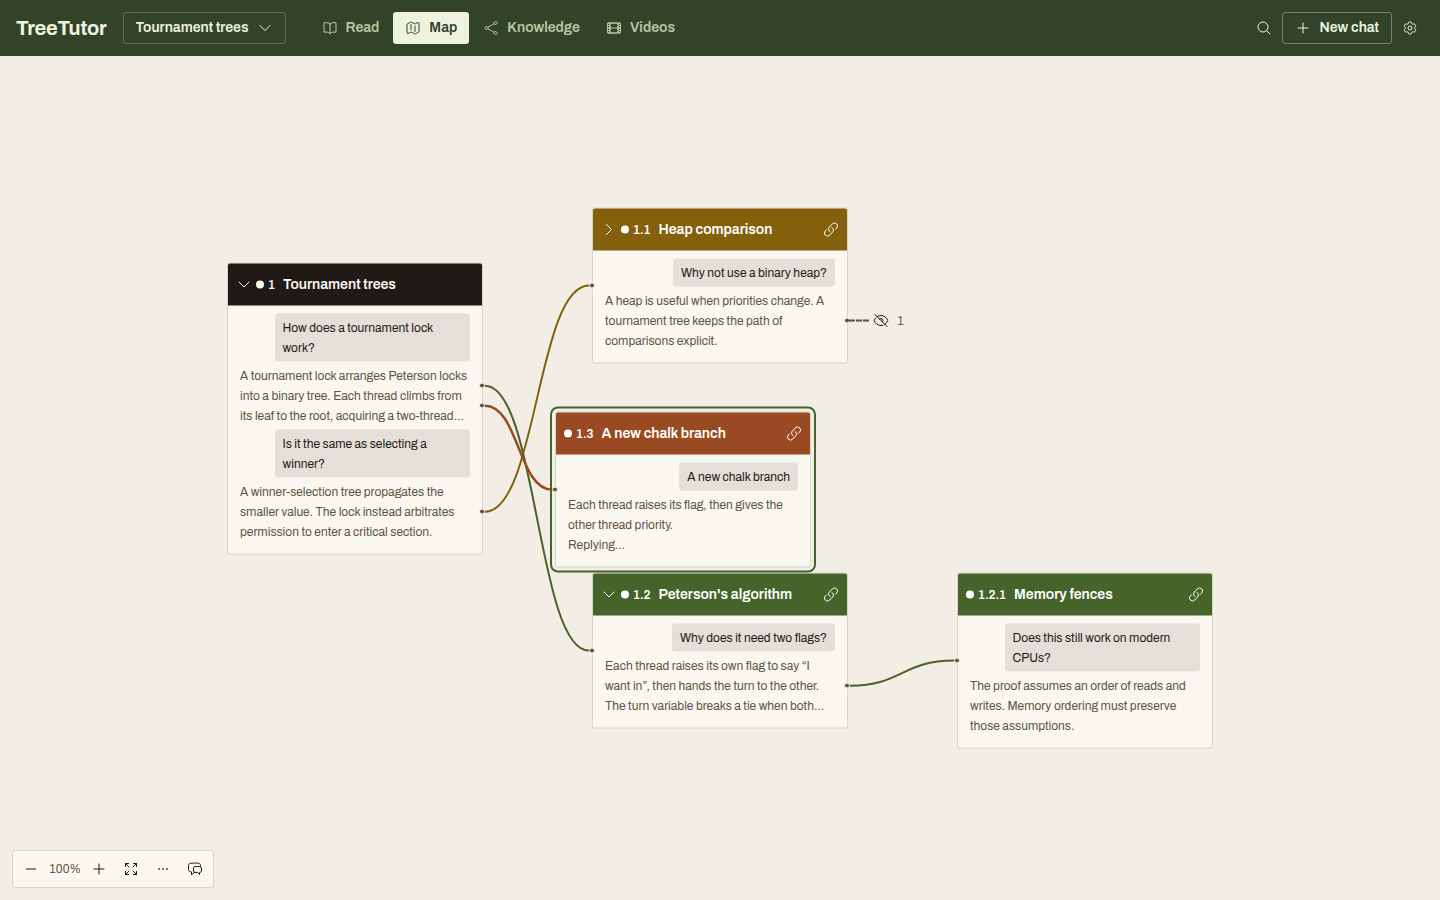 TreeTutor
Tournament trees
Read
Map
Knowledge
Videos
New chat
1 Tournament trees
How does a tournament lock
work?
A tournament lock arranges Peterson locks
into a binary tree. Each thread climbs from
its leaf to the root, acquiring a two-thread...
Is it the same as selecting a
winner?
A winner-selection tree propagates the
smaller value. The lock instead arbitrates
permission to enter a critical section.
1.1 Heap comparison
Why not use a binary heap?
A heap is useful when priorities change. A
tournament tree keeps the path of
comparisons explicit.
1
1.3 A new chalk branch
A new chalk branch
Each thread raises its flag, then gives the
other thread priority.
Replying...
1.2 Peterson's algorithm
Why does it need two flags?
Each thread raises its own flag to say “I
want in”, then hands the turn to the other.
The turn variable breaks a tie when both...
1.2.1 Memory fences
Does this still work on modern
CPUs?
The proof assumes an order of reads and
writes. Memory ordering must preserve
those assumptions.
100%